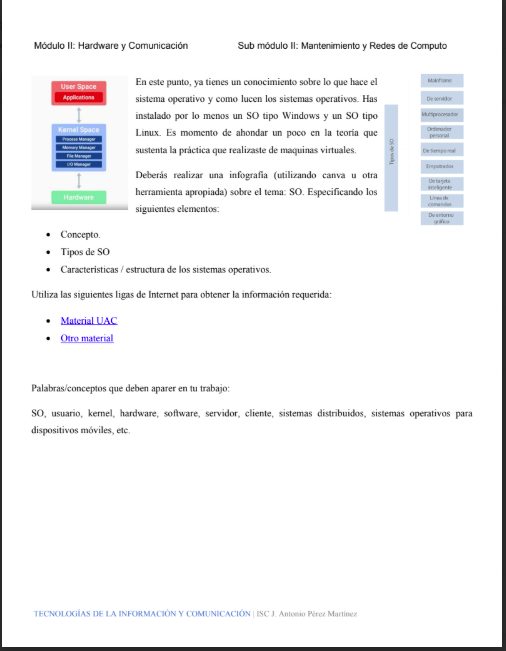 Módulo II: Hardware y Comunicación
Sub módulo II: Mantenimiento y Redes de Computo
User Space
Applications
Kernel Space
Process Manager
Memory Manager
File Manager
I/O Manager
Hardware
En este punto, ya tienes un conocimiento sobre lo que hace el
sistema operativo y como lucen los sistemas operativos. Has
instalado por lo menos un SO tipo Windows y un SO tipo
Linux. Es momento de ahondar un poco en la teoría que
sustenta la práctica que realizaste de maquinas virtuales.
Deberás realizar una infografía (utilizando canva u otra
herramienta apropiada) sobre el tema: SO. Especificando los
siguientes elementos:
Tipos de SO
Mainframe
De servidor
Multiprocesador
Ordenador
personal
De tiempo real
Empotrados
De tarjeta
inteligente
Línea de
comandos
De entorno
gráfico
• Concepto.
• Tipos de SO
• Características / estructura de los sistemas operativos.
Utiliza las siguientes ligas de Internet para obtener la información requerida:
• Material UAC
• Otro material
Palabras/conceptos que deben aparer en tu trabajo:
SO, usuario, kernel, hardware, software, servidor, cliente, sistemas distribuidos, sistemas operativos para
dispositivos móviles, etc.
TECNOLOGÍAS DE LA INFORMACIÓN Y COMUNICACIÓN | ISC J. Antonio Pérez Martínez